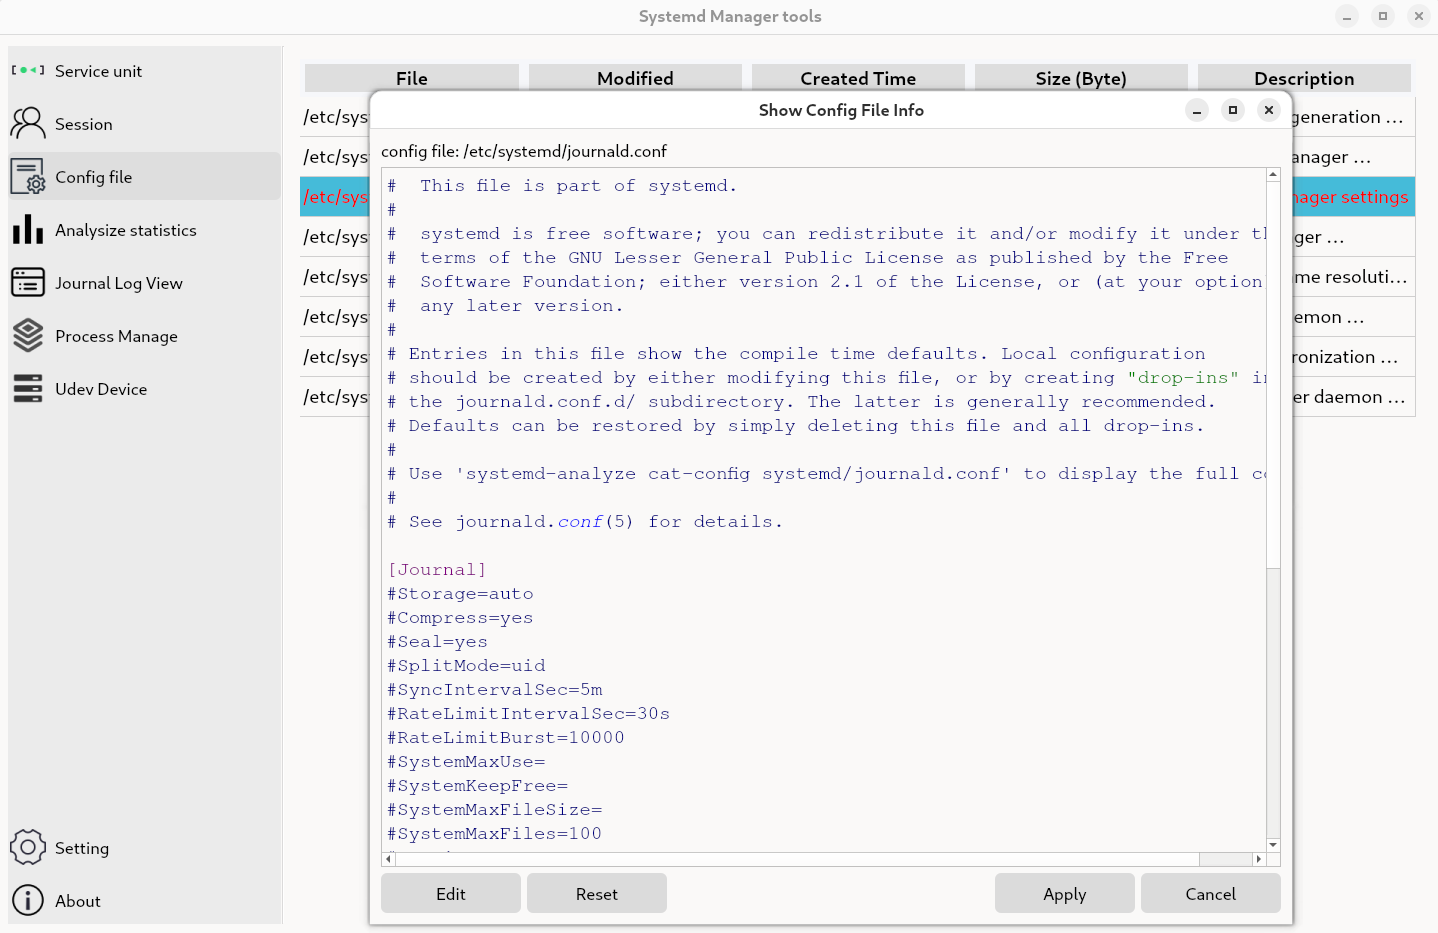 Systemd Manager tools
Service unit
Session
Config file
Analysize statistics
Journal Log View
Process Manage
Udev Device
Setting
About
File Modified Created Time Size (Byte) Description
/etc/sys generation ...
/etc/sys anager ...
/etc/sys nager settings
/etc/sys ger ...
/etc/sys me resoluti...
/etc/sys emon ...
/etc/sys ronization ...
/etc/sys er daemon ...
Show Config File Info
config file: /etc/systemd/journald.conf
#  This file is part of systemd.
#
#  systemd is free software; you can redistribute it and/or modify it under th
#  terms of the GNU Lesser General Public License as published by the Free
#  Software Foundation; either version 2.1 of the License, or (at your option
#  any later version.
#
# Entries in this file show the compile time defaults. Local configuration
# should be created by either modifying this file, or by creating "drop-ins" in
# the journald.conf.d/ subdirectory. The latter is generally recommended.
# Defaults can be restored by simply deleting this file and all drop-ins.
#
# Use 'systemd-analyze cat-config systemd/journald.conf' to display the full co
#
# See journald.conf(5) for details.
[Journal]
#Storage=auto
#Compress=yes
#Seal=yes
#SplitMode=uid
#SyncIntervalSec=5m
#RateLimitIntervalSec=30s
#RateLimitBurst=10000
#SystemMaxUse=
#SystemKeepFree=
#SystemMaxFileSize=
#SystemMaxFiles=100
Edit Reset Apply Cancel